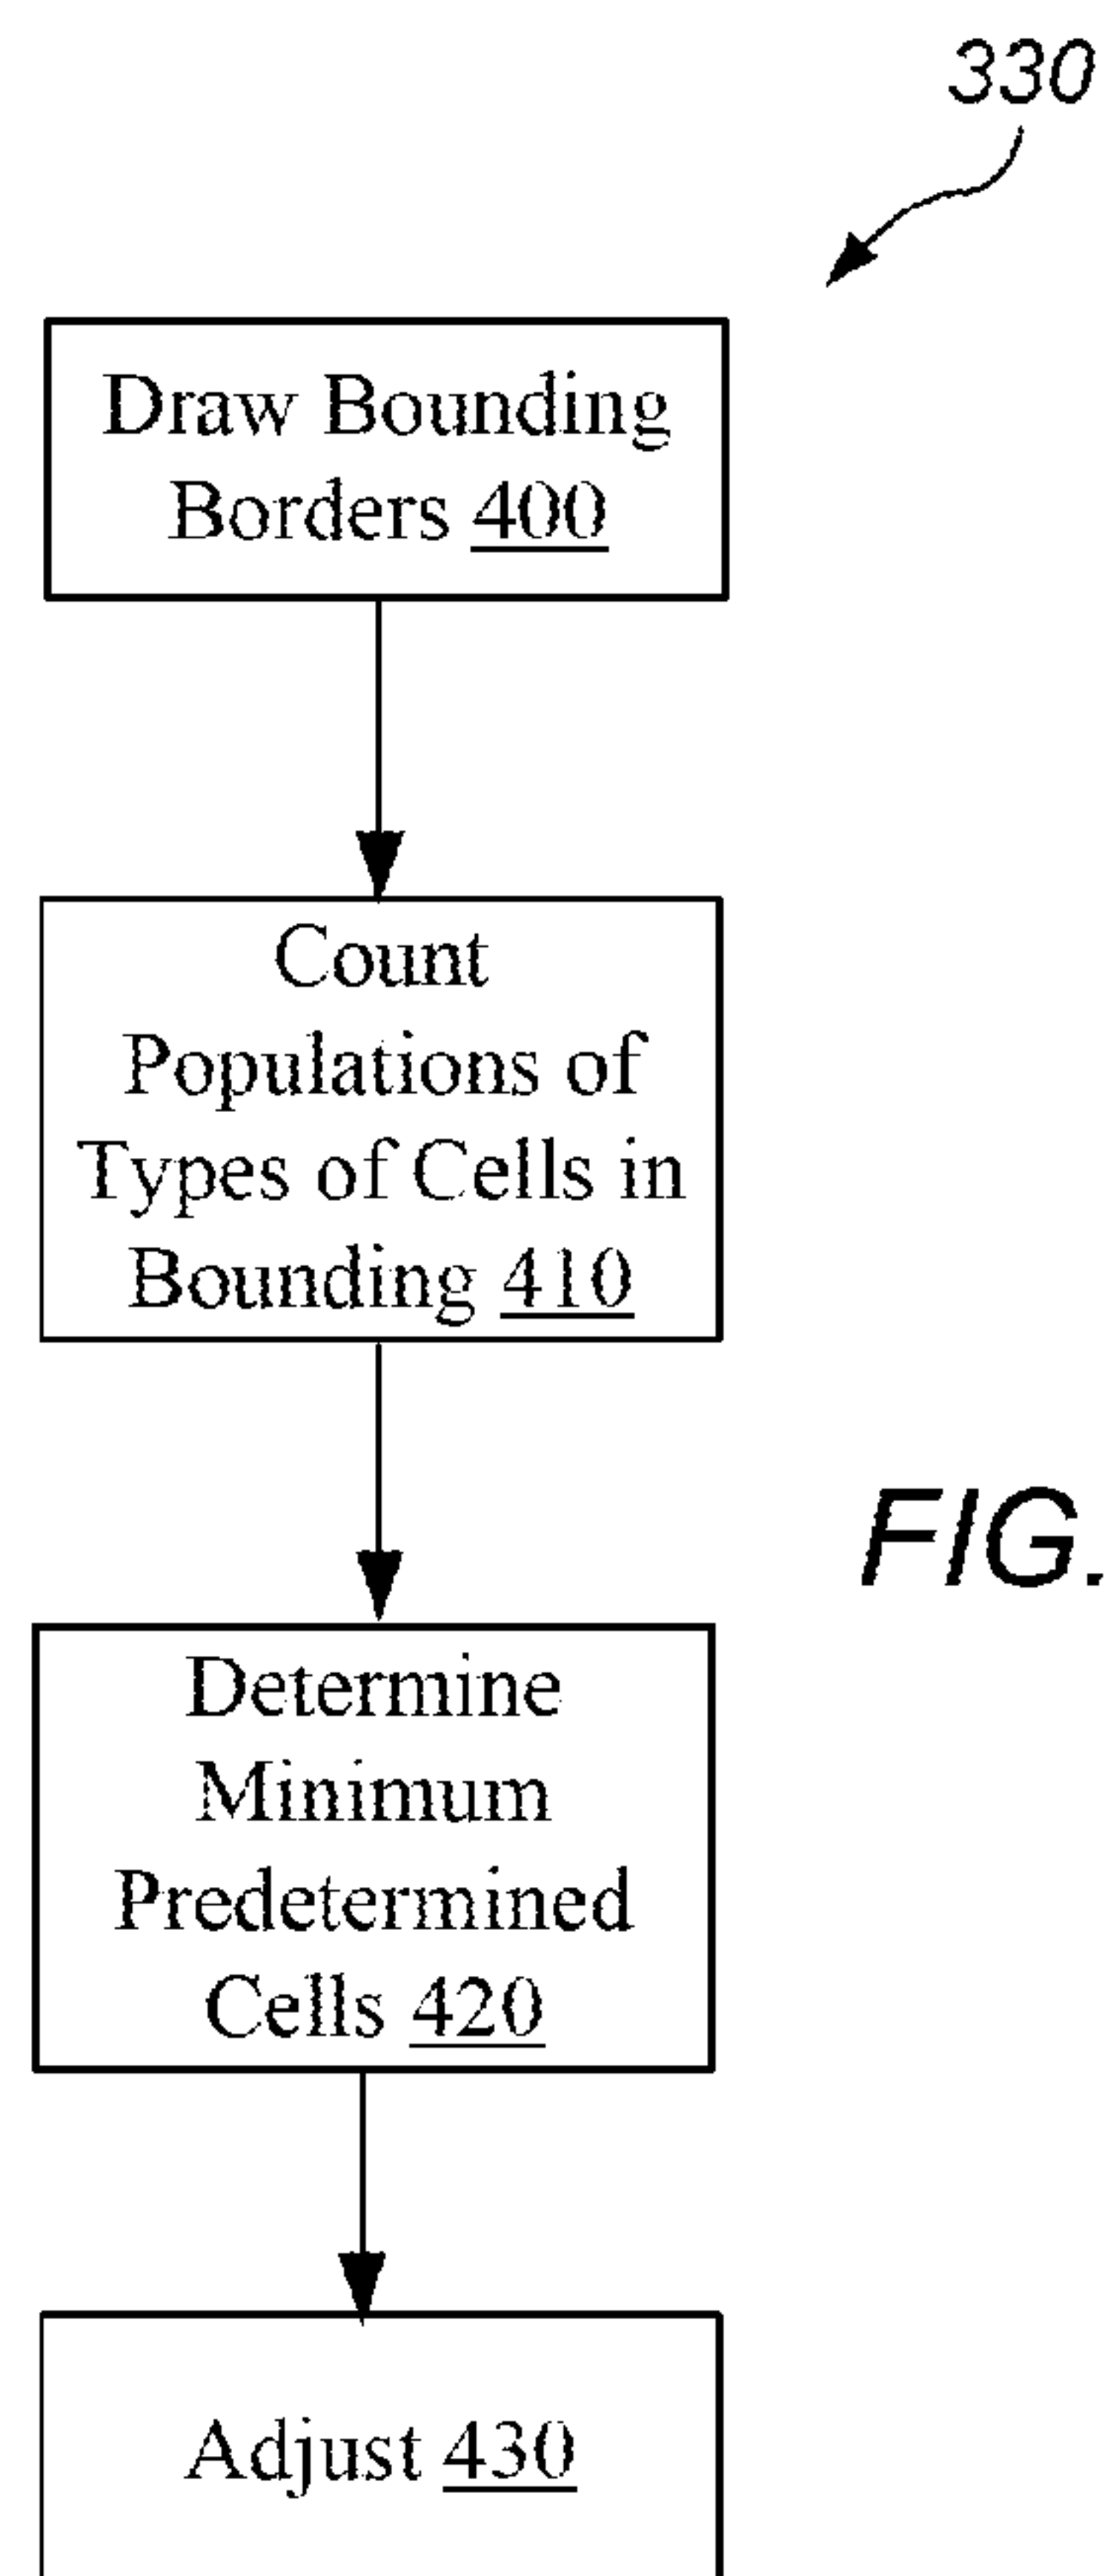 330
Draw Bounding
Borders 400
Count
Populations of
Types of Cells in
Bounding 410
FIG.
Determine
Minimum
Predetermined
Cells 420
Adjust 430